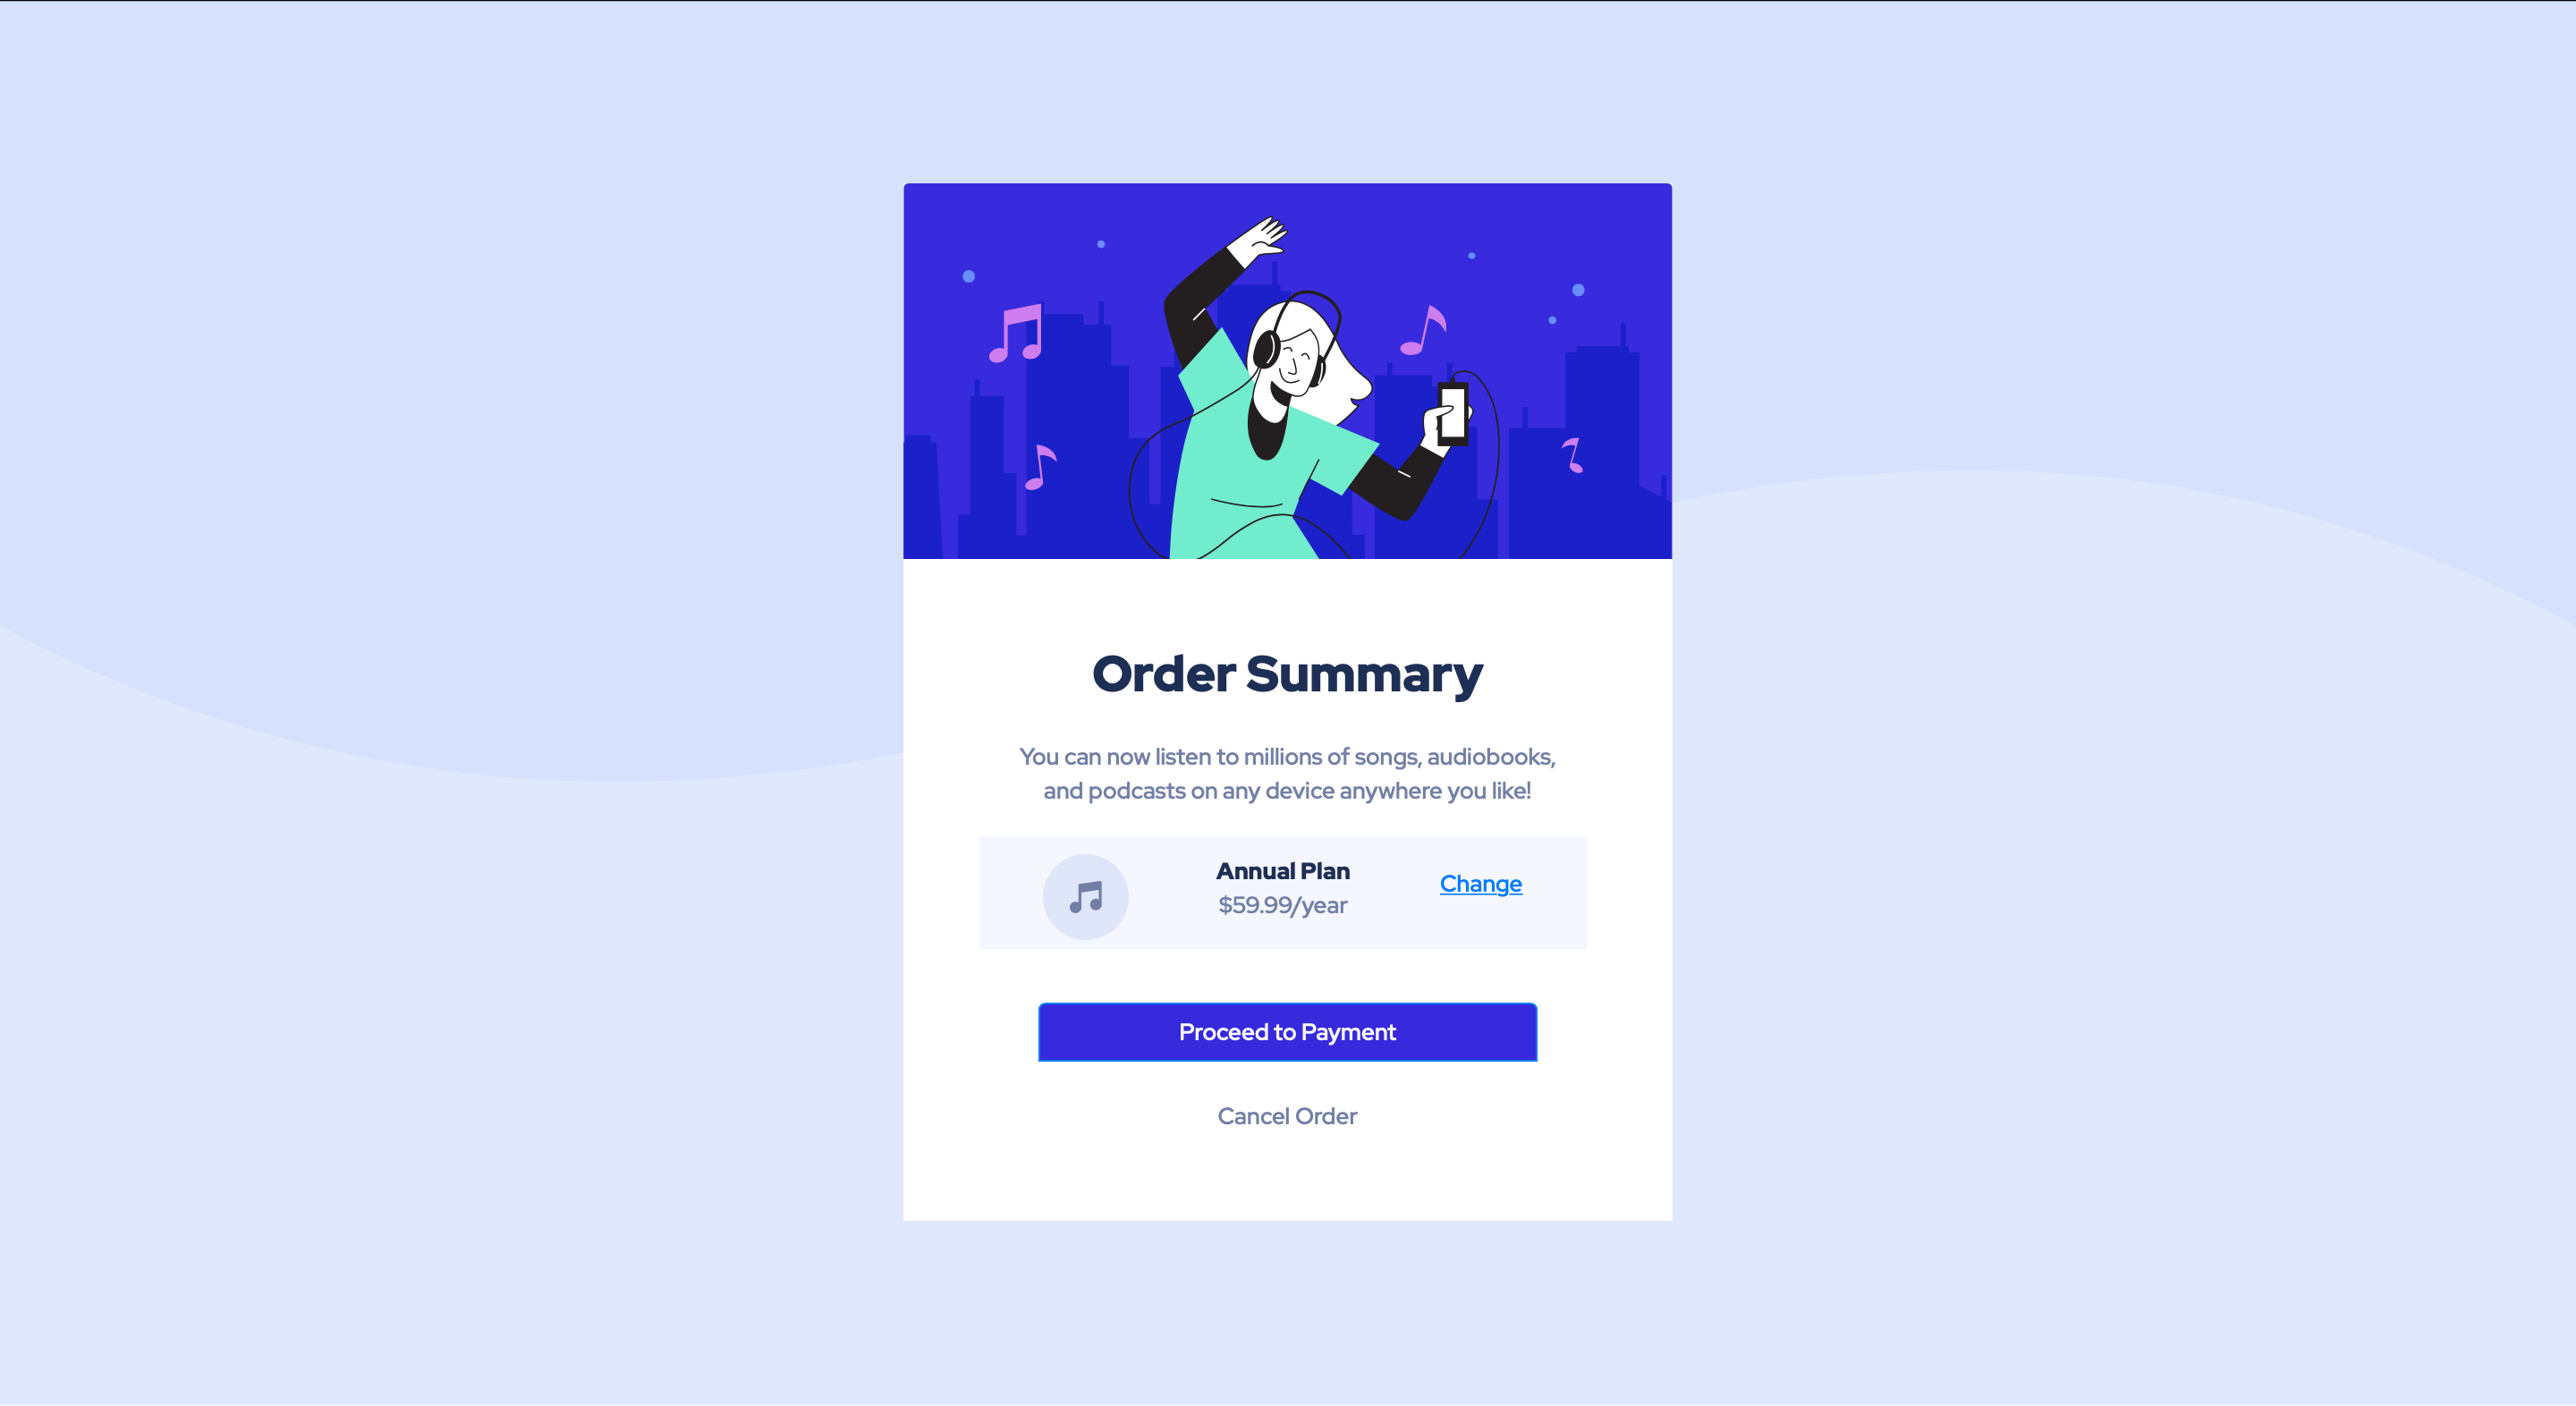 Order Summary
You can now listen to millions of songs, audiobooks,
and podcasts on any device anywhere you like!
Annual Plan
$59.99/year
Change
Proceed to Payment
Cancel Order